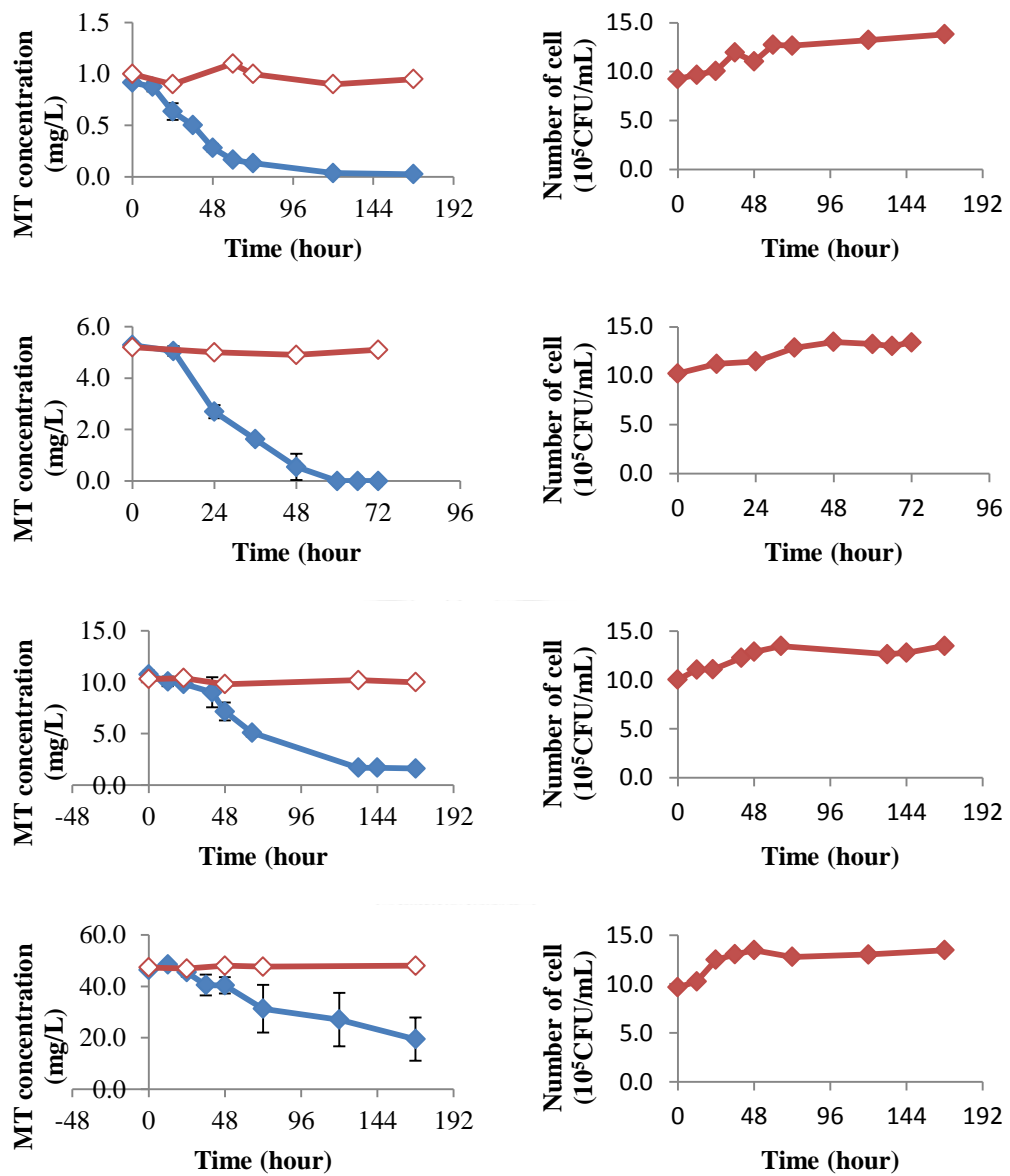 MT concentration
(mg/L)
1.5
1.0
0.5
0.0
0 48 96 144 192
Time (hour)
Number of cell
(10⁵CFU/mL)
15.0
10.0
5.0
0.0
0 48 96 144 192
Time (hour)
MT concentration
(mg/L)
6.0
4.0
2.0
0.0
0 24 48 72 96
Time (hour
Number of cell
(10⁵CFU/mL)
15.0
10.0
5.0
0.0
0 24 48 72 96
Time (hour)
MT concentration
(mg/L)
15.0
10.0
5.0
0.0
-48 0 48 96 144 192
Time (hour
Number of cell
(10⁵CFU/mL)
15.0
10.0
5.0
0.0
0 48 96 144 192
Time (hour)
MT concentration
(mg/L)
60.0
40.0
20.0
0.0
-48 0 48 96 144 192
Time (hour)
Number of cell
(10⁵CFU/mL)
15.0
10.0
5.0
0.0
0 48 96 144 192
Time (hour)